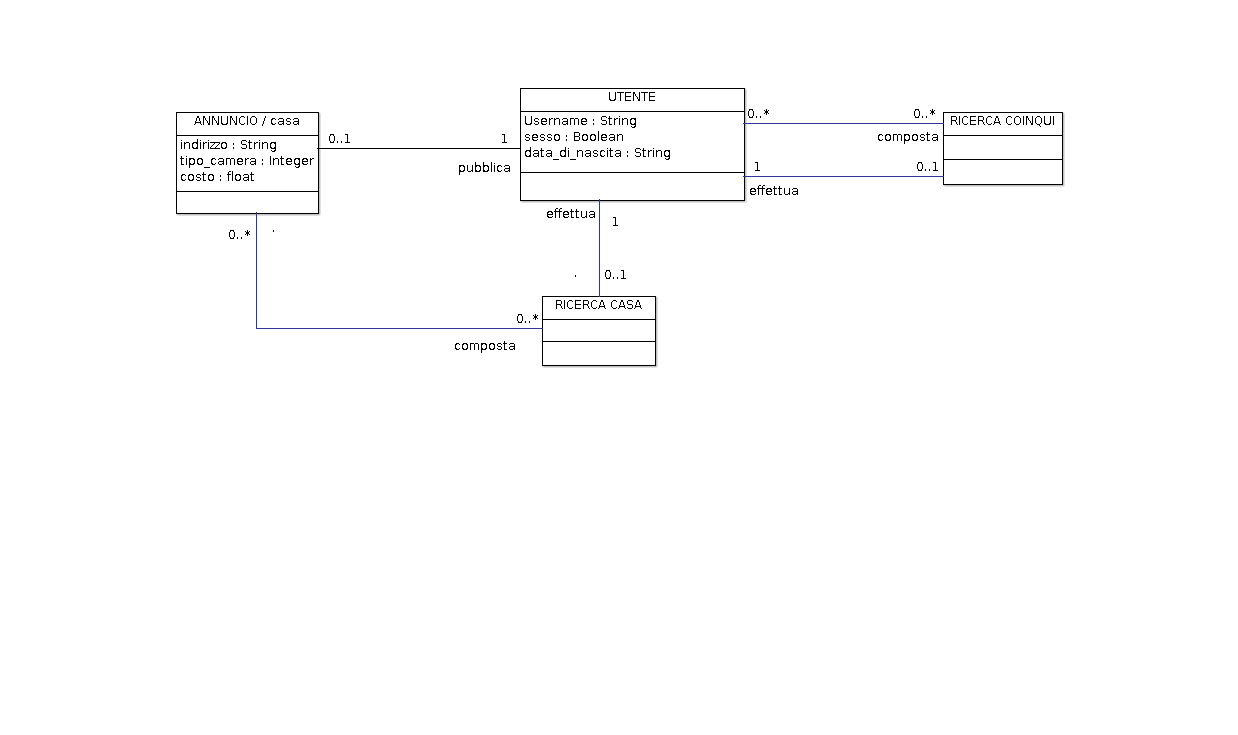 ANNUNCIO / casa
indirizzo : String
tipo_camera : Integer
costo : float
0..1
1
pubblica
UTENTE
Username : String
sesso : Boolean
data_di_nascita : String
0..*
0..*
composta
1
0..1
effettua
RICERCA COINQUI
effettua
1
0..1
RICERCA CASA
0..*
0..*
composta